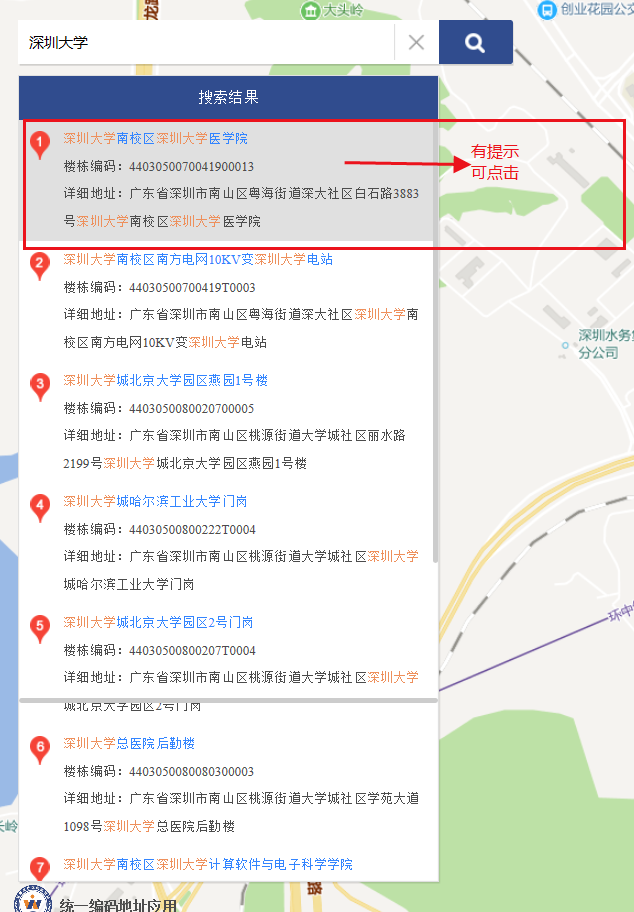 龙
大头岭
创业花园公交
深圳大学
搜索结果
1
深圳大学南校区深圳大学医学院
楼栋编码：4403050070041900013
详细地址：广东省深圳市南山区粤海街道深大社区白石路3883
号深圳大学南校区深圳大学医学院
有提示
可点击
2
深圳大学南校区南方电网10KV变深圳大学电站
楼栋编码：44030500700419T0003
详细地址：广东省深圳市南山区粤海街道深大社区深圳大学南
校区南方电网10KV变深圳大学电站
深圳水务集
分公司
3
深圳大学城北京大学园区燕园1号楼
楼栋编码：4403050080020700005
详细地址：广东省深圳市南山区桃源街道大学城社区丽水路
2199号深圳大学城北京大学园区燕园1号楼
4
深圳大学城哈尔滨工业大学门岗
楼栋编码：44030500800222T0004
详细地址：广东省深圳市南山区桃源街道大学城社区深圳大学
城哈尔滨工业大学门岗
5
深圳大学城北京大学园区2号门岗
楼栋编码：44030500800207T0004
详细地址：广东省深圳市南山区桃源街道大学城社区深圳大学
城北京大学园区2号门岗
环中
6
深圳大学总医院后勤楼
楼栋编码：4403050080080300003
详细地址：广东省深圳市南山区桃源街道大学城社区学苑大道
1098号深圳大学总医院后勤楼
大岭
7
深圳大学南校区深圳大学计算软件与电子科学学院
统一编码地址应用